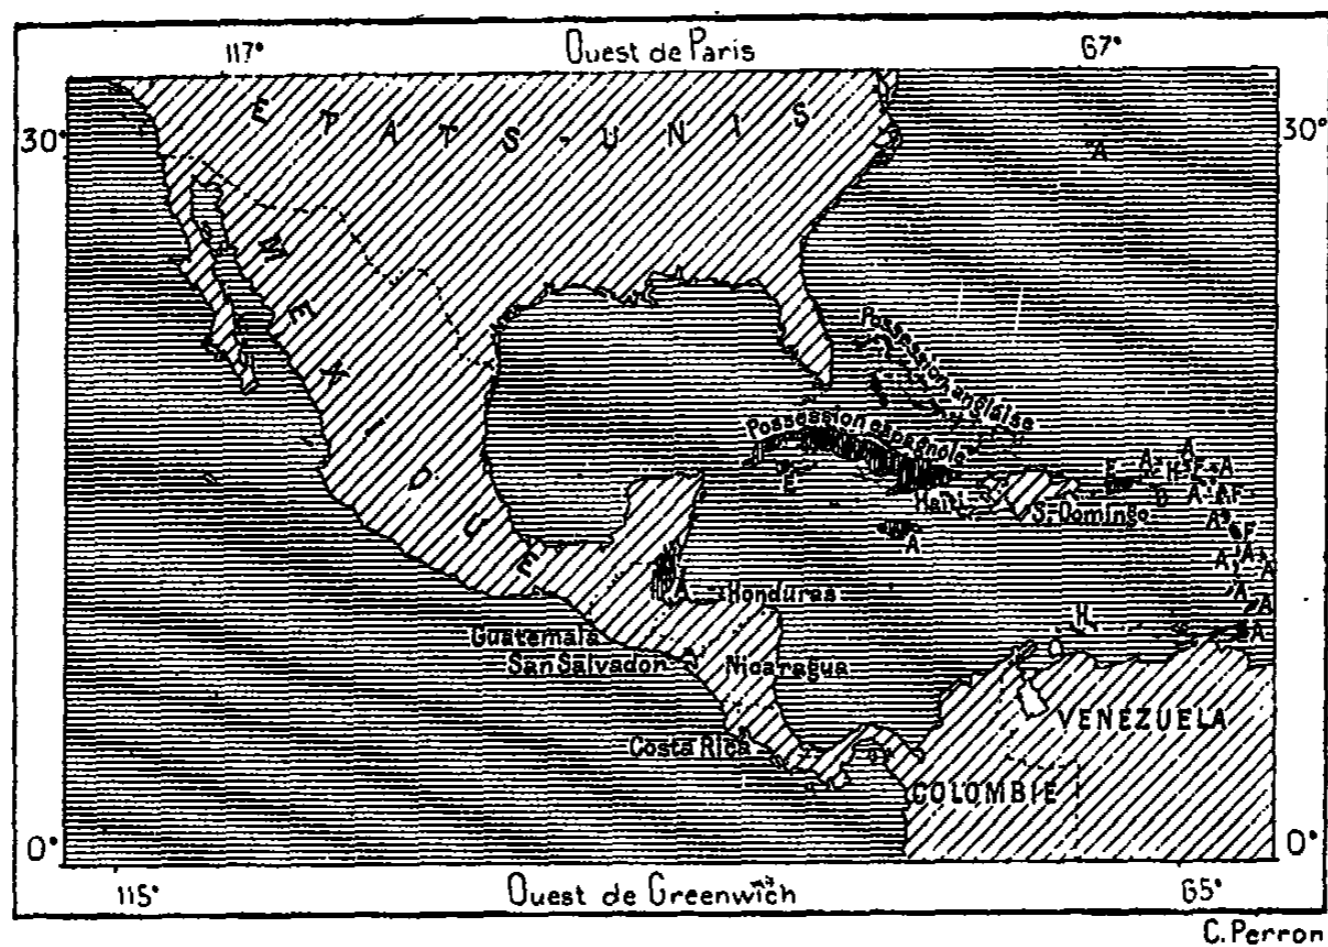 117°
Ouest de Paris
67°
30°
30°
ETATS-UNIS
A
MEXIQUE
Possession anglaise
Possession espagnole
E
Haïti
S. Domingo
A
E
A
H
E
A
A
A
F
A
F
A
A
A
A
A
A
A
Honduras
Guatemala
San Salvador
Nicaragua
H
VENEZUELA
Costa Rica
COLOMBIE
0°
0°
115°
Ouest de Greenwich
65°
C. Perron